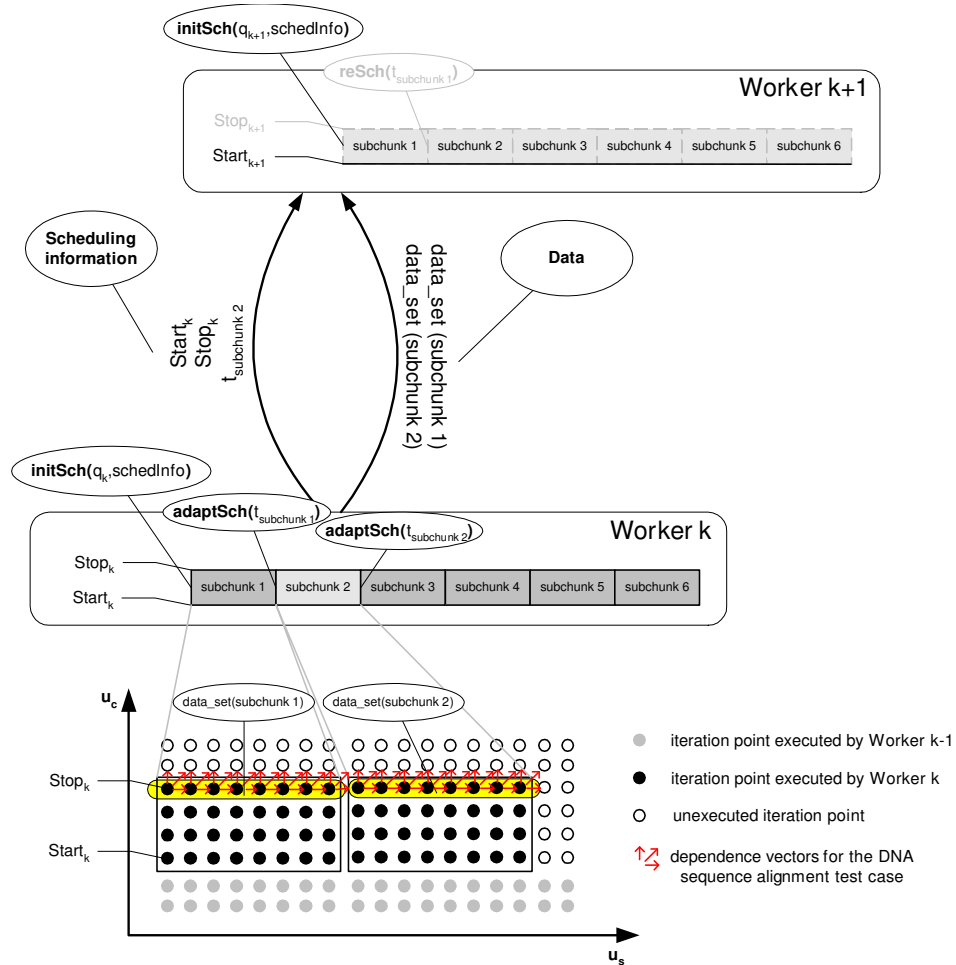 initSch(qk+1,schedInfo)
reSch(tsubchunk 1)
Worker k+1
Stopk+1
Startk+1
subchunk 1
subchunk 2
subchunk 3
subchunk 4
subchunk 5
subchunk 6
Scheduling
information
Data
Startk
Stopk
tsubchunk 2
data_set (subchunk 1)
data_set (subchunk 2)
initSch(qk,schedInfo)
adaptSch(tsubchunk 1)
adaptSch(tsubchunk 2)
Worker k
Stopk
Startk
subchunk 1
subchunk 2
subchunk 3
subchunk 4
subchunk 5
subchunk 6
uc
data_set(subchunk 1)
data_set(subchunk 2)
Stopk
Startk
us
iteration point executed by Worker k-1
iteration point executed by Worker k
unexecuted iteration point
dependence vectors for the DNA
sequence alignment test case